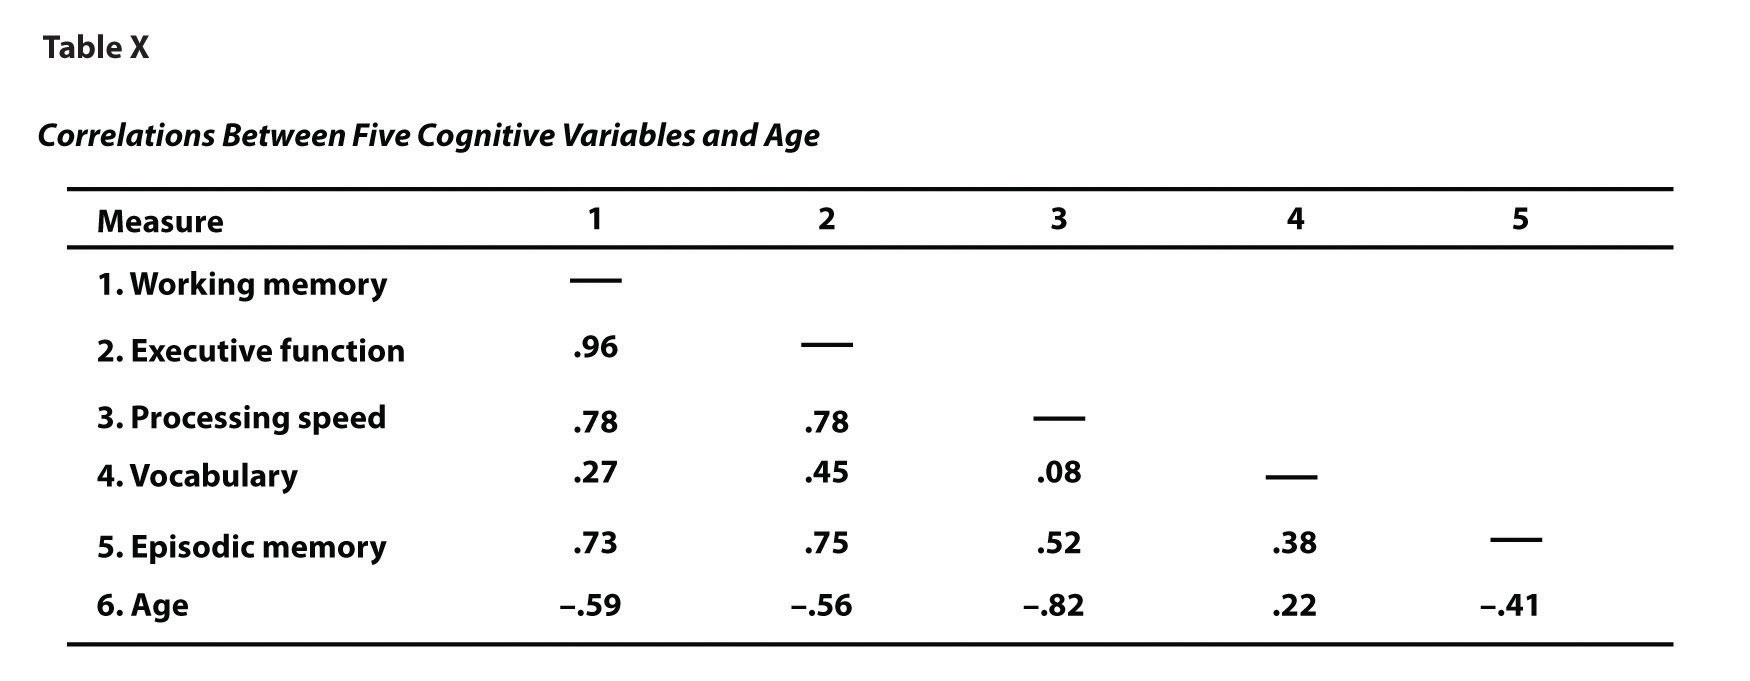 Table X
Correlations Between Five Cognitive Variables and Age
Measure 1 2 3 4 5
1. Working memory —
2. Executive function .96 —
3. Processing speed .78 .78 —
4. Vocabulary .27 .45 .08 —
5. Episodic memory .73 .75 .52 .38 —
6. Age –.59 –.56 –.82 .22 –.41